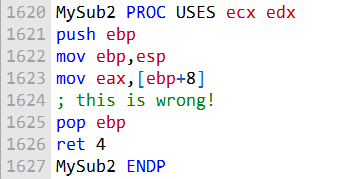 1620 MySub2 PROC USES ecx edx
1621 push ebp
1622 mov ebp,esp
1623 mov eax,[ebp+8]
1624 ; this is wrong!
1625 pop ebp
1626 ret 4
1627 MySub2 ENDP